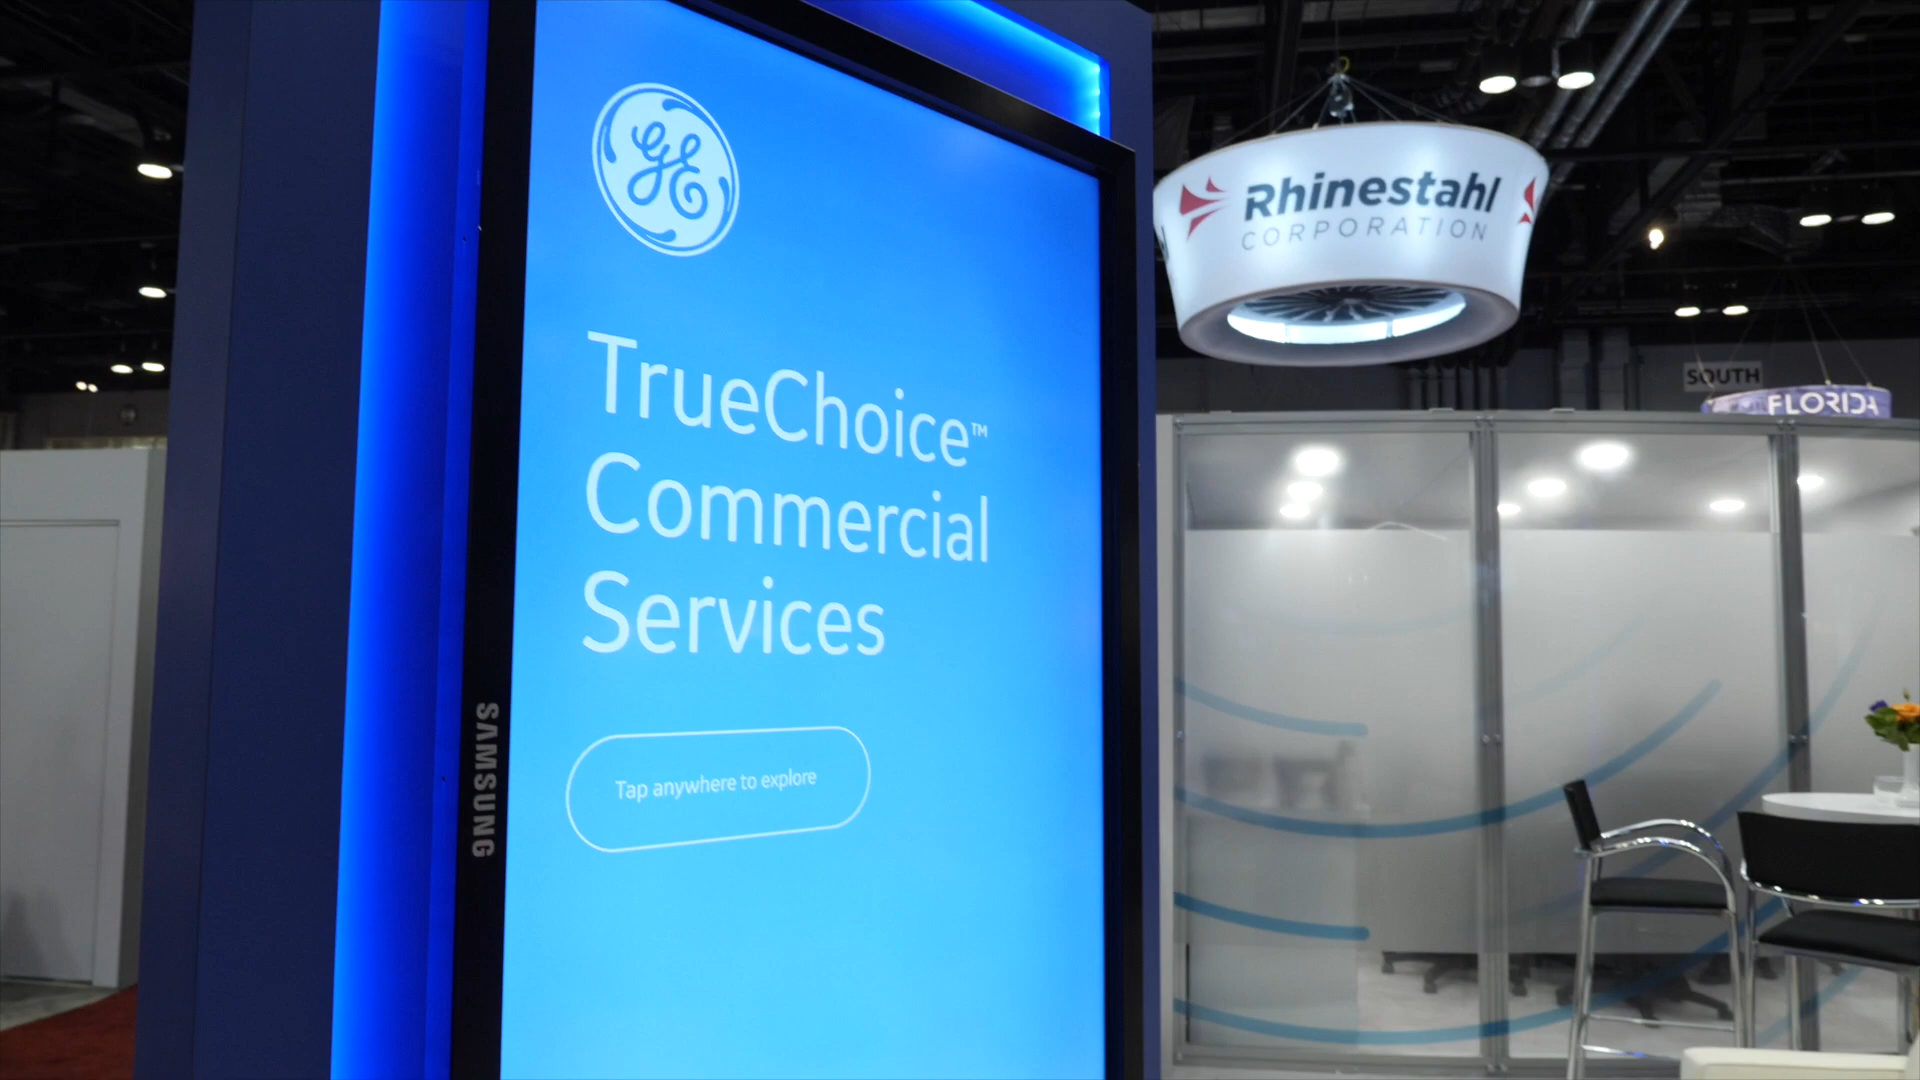 GE
TrueChoice™
Commercial
Services
Tap anywhere to explore
SAMSUNG
Rhinestahl
CORPORATION
SOUTH
FLORIDA